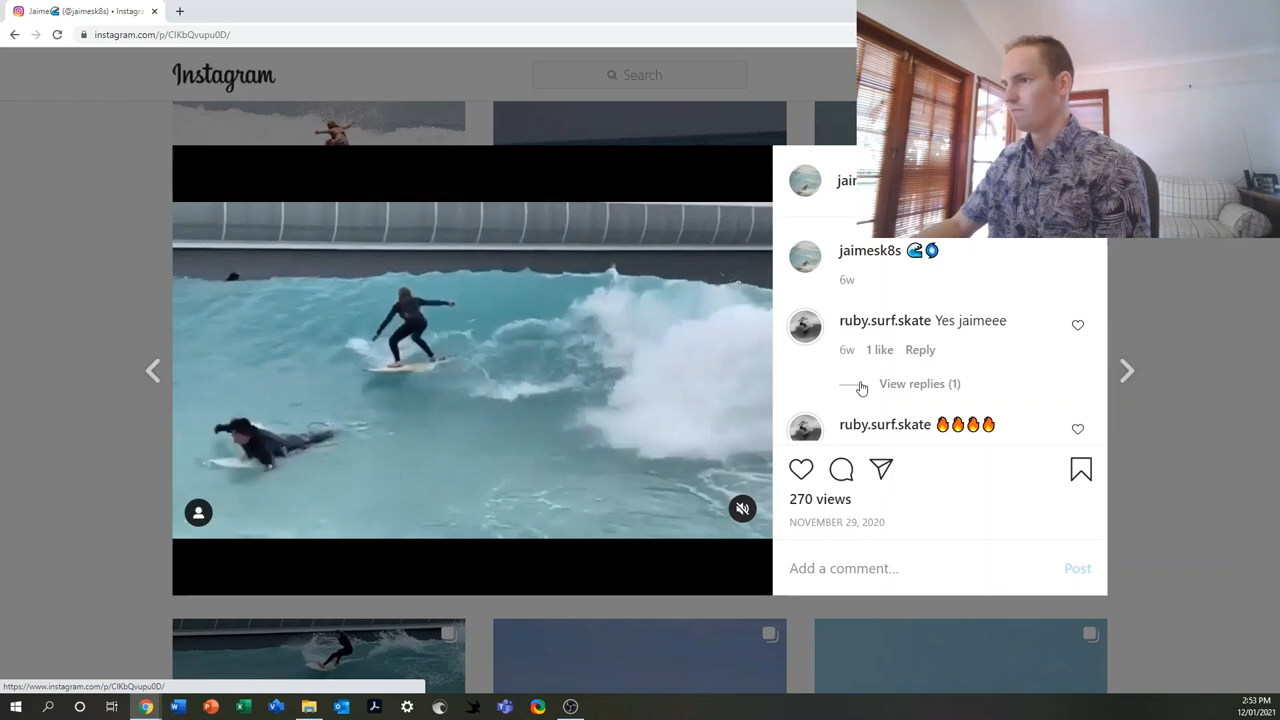 Jaime🌊 (@jaimesk8s) • Instagr
instagram.com/p/CIKbQvupu0D/
Instagram
Search
jai
jaimesk8s 🌊🌀
6w
ruby.surf.skate Yes jaimeee
6w 1 like Reply
View replies (1)
ruby.surf.skate 🔥🔥🔥🔥
270 views
NOVEMBER 29, 2020
Add a comment... Post
https://www.instagram.com/p/CIKbQvupu0D/
2:53 PM
12/01/2021